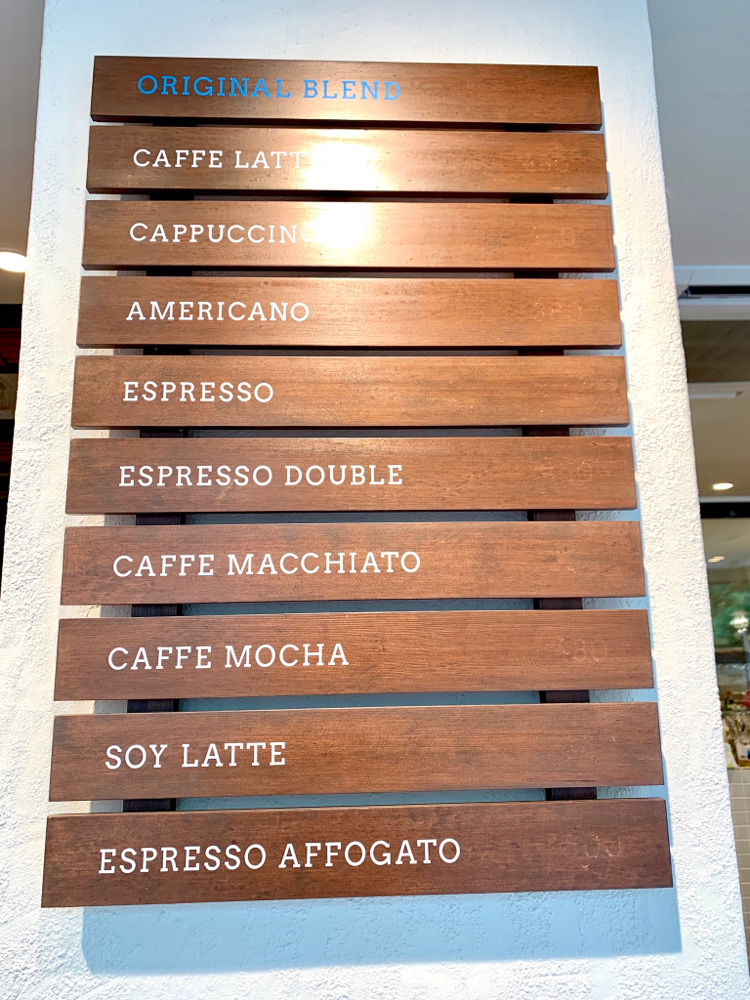 ORIGINAL BLEND
CAFFE LATTE
CAPPUCCINO
AMERICANO
ESPRESSO
ESPRESSO DOUBLE
CAFFE MACCHIATO
CAFFE MOCHA
SOY LATTE
ESPRESSO AFFOGATO